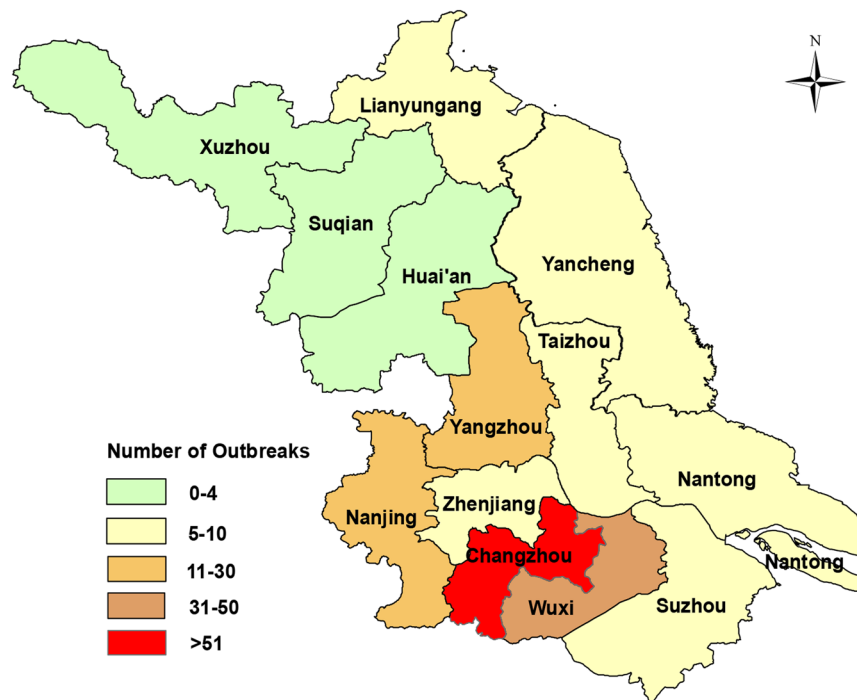 N
Lianyungang
Xuzhou
Suqian
Huai'an
Yancheng
Taizhou
Yangzhou
Number of Outbreaks
0-4
5-10
11-30
31-50
>51
Nantong
Zhenjiang
Nanjing
Changzhou
Nantong
Wuxi
Suzhou